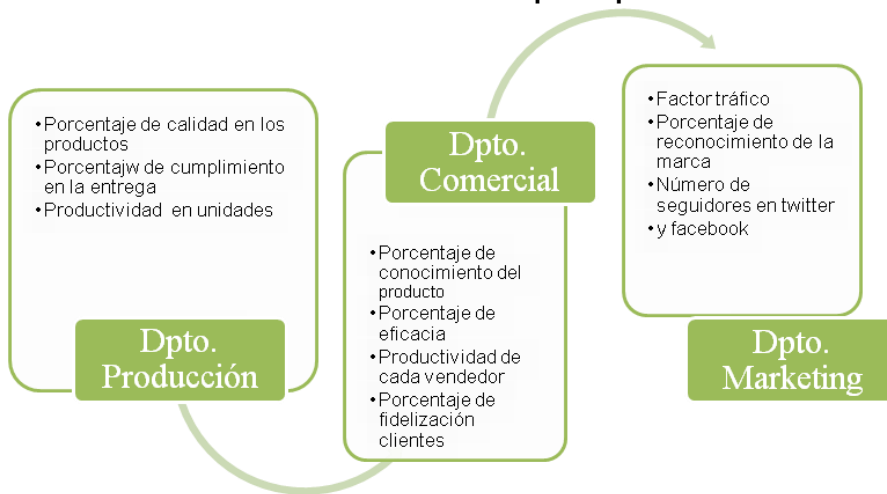 •Porcentaje de calidad en los
productos
•Porcentajw de cumplimiento
en la entrega
•Productividad en unidades
Dpto.
Producción
Dpto.
Comercial
•Porcentaje de
conocimiento del
producto
•Porcentaje de
eficacia
•Productividad de
cada vendedor
•Porcentaje de
fidelización
clientes
•Factor tráfico
•Porcentaje de
reconocimiento de la
marca
•Número de
seguidores en twitter
•y facebook
Dpto.
Marketing